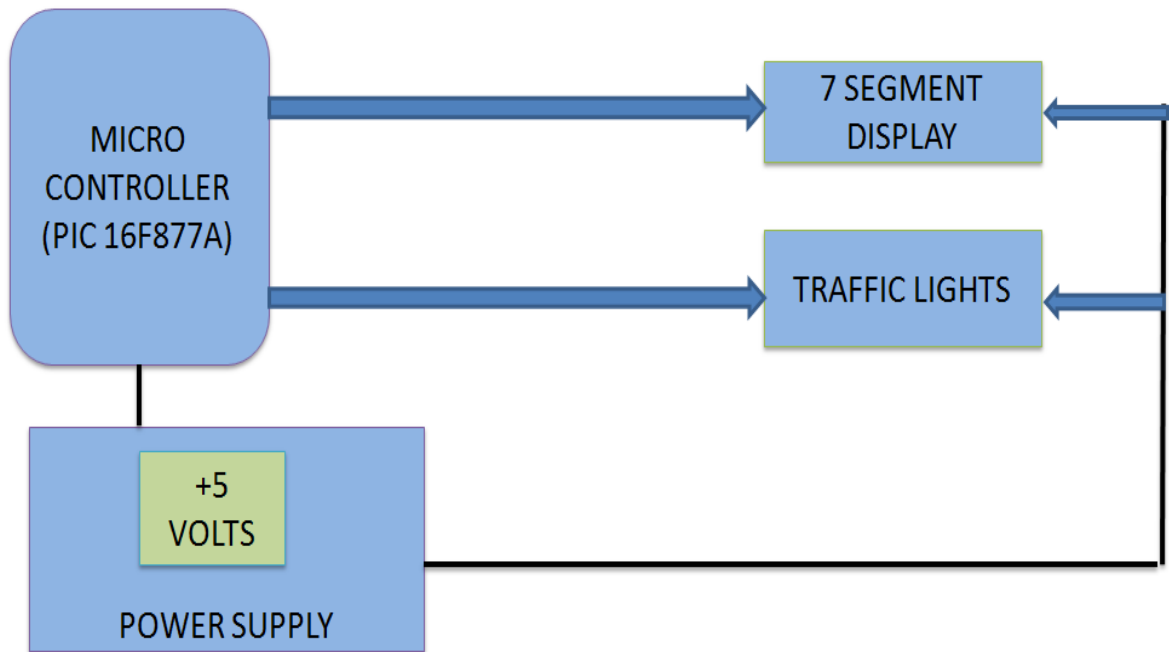 MICRO
CONTROLLER
(PIC 16F877A)
7 SEGMENT
DISPLAY
TRAFFIC LIGHTS
+5
VOLTS
POWER SUPPLY